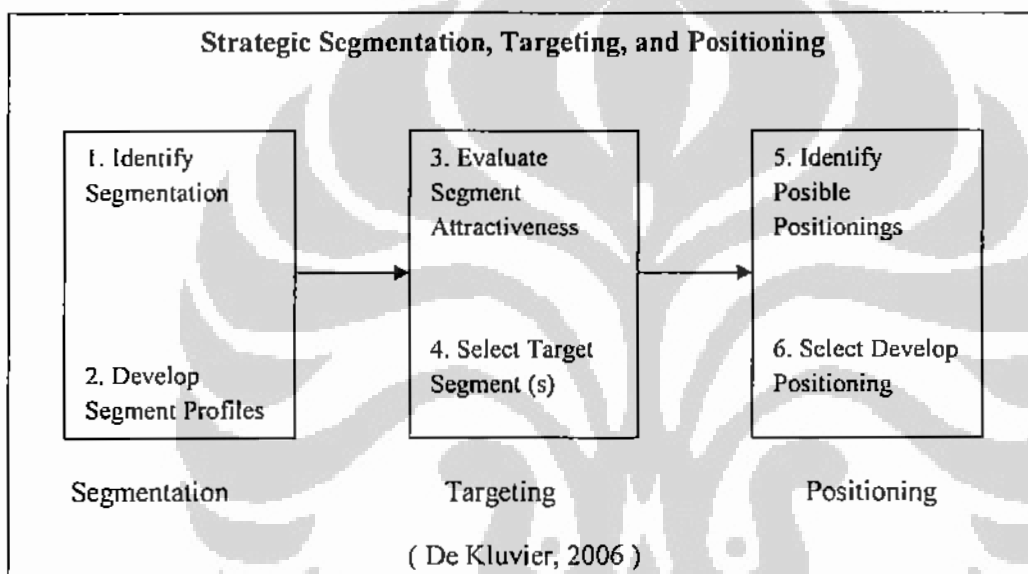 Strategic Segmentation, Targeting, and Positioning
1. Identify
Segmentation
2. Develop
Segment Profiles
3. Evaluate
Segment
Attractiveness
4. Select Target
Segment (s)
5. Identify
Posible
Positionings
6. Select Develop
Positioning
Segmentation
Targeting
Positioning
( De Kluvier, 2006 )